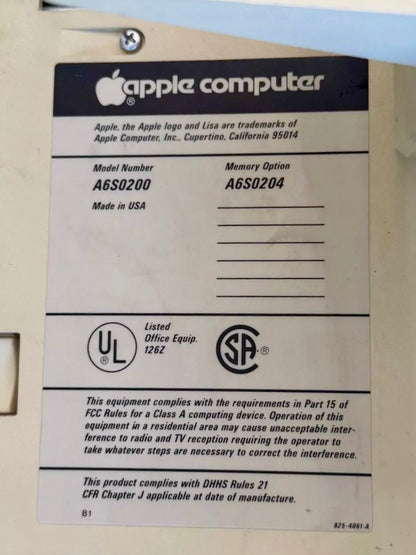 apple computer
®
Apple, the Apple logo and Lisa are trademarks of
Apple Computer, Inc., Cupertino, California 95014
Model Number
A6S0200
Made in USA
Memory Option
A6S0204
UL
®
Listed
Office Equip.
126Z
SA
®
This equipment complies with the requirements in Part 15 of
FCC Rules for a Class A computing device. Operation of this
equipment in a residential area may cause unacceptable inter-
ference to radio and TV reception requiring the operator to
take whatever steps are necessary to correct the interference.
This product complies with DHHS Rules 21
CFR Chapter J applicable at date of manufacture.
B1
825-4061-A